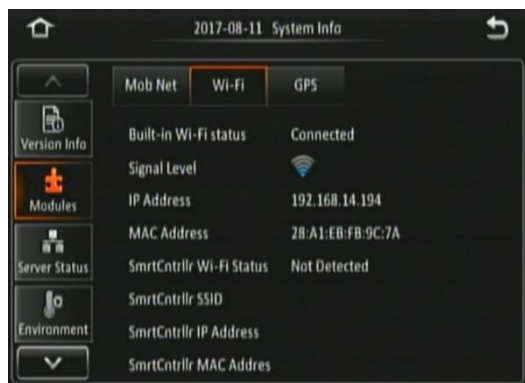 2017-08-11 System Info
Mob Net Wi-Fi GPS
Version Info
Modules
Server Status
Environment
Built-in Wi-Fi status Connected
Signal Level
IP Address 192.168.14.194
MAC Address 28:A1:EB:FB:9C:7A
SmrtCntrllr Wi-Fi Status Not Detected
SmrtCntrllr SSID
SmrtCntrllr IP Address
SmrtCntrllr MAC Addres